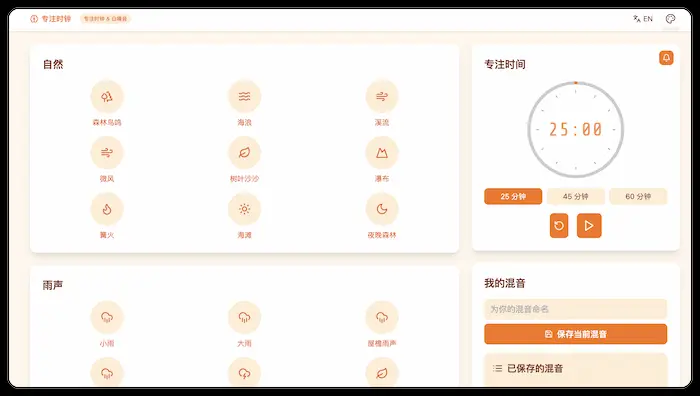 专注时钟 专注时钟 & 白噪音 EN
自然
森林鸟鸣 海浪 溪流
微风 树叶沙沙 瀑布
篝火 海滩 夜晚森林
雨声
小雨 大雨 屋檐雨声
专注时间
25:00
25 分钟 45 分钟 60 分钟
我的混音
为你的混音命名
保存当前混音
已保存的混音